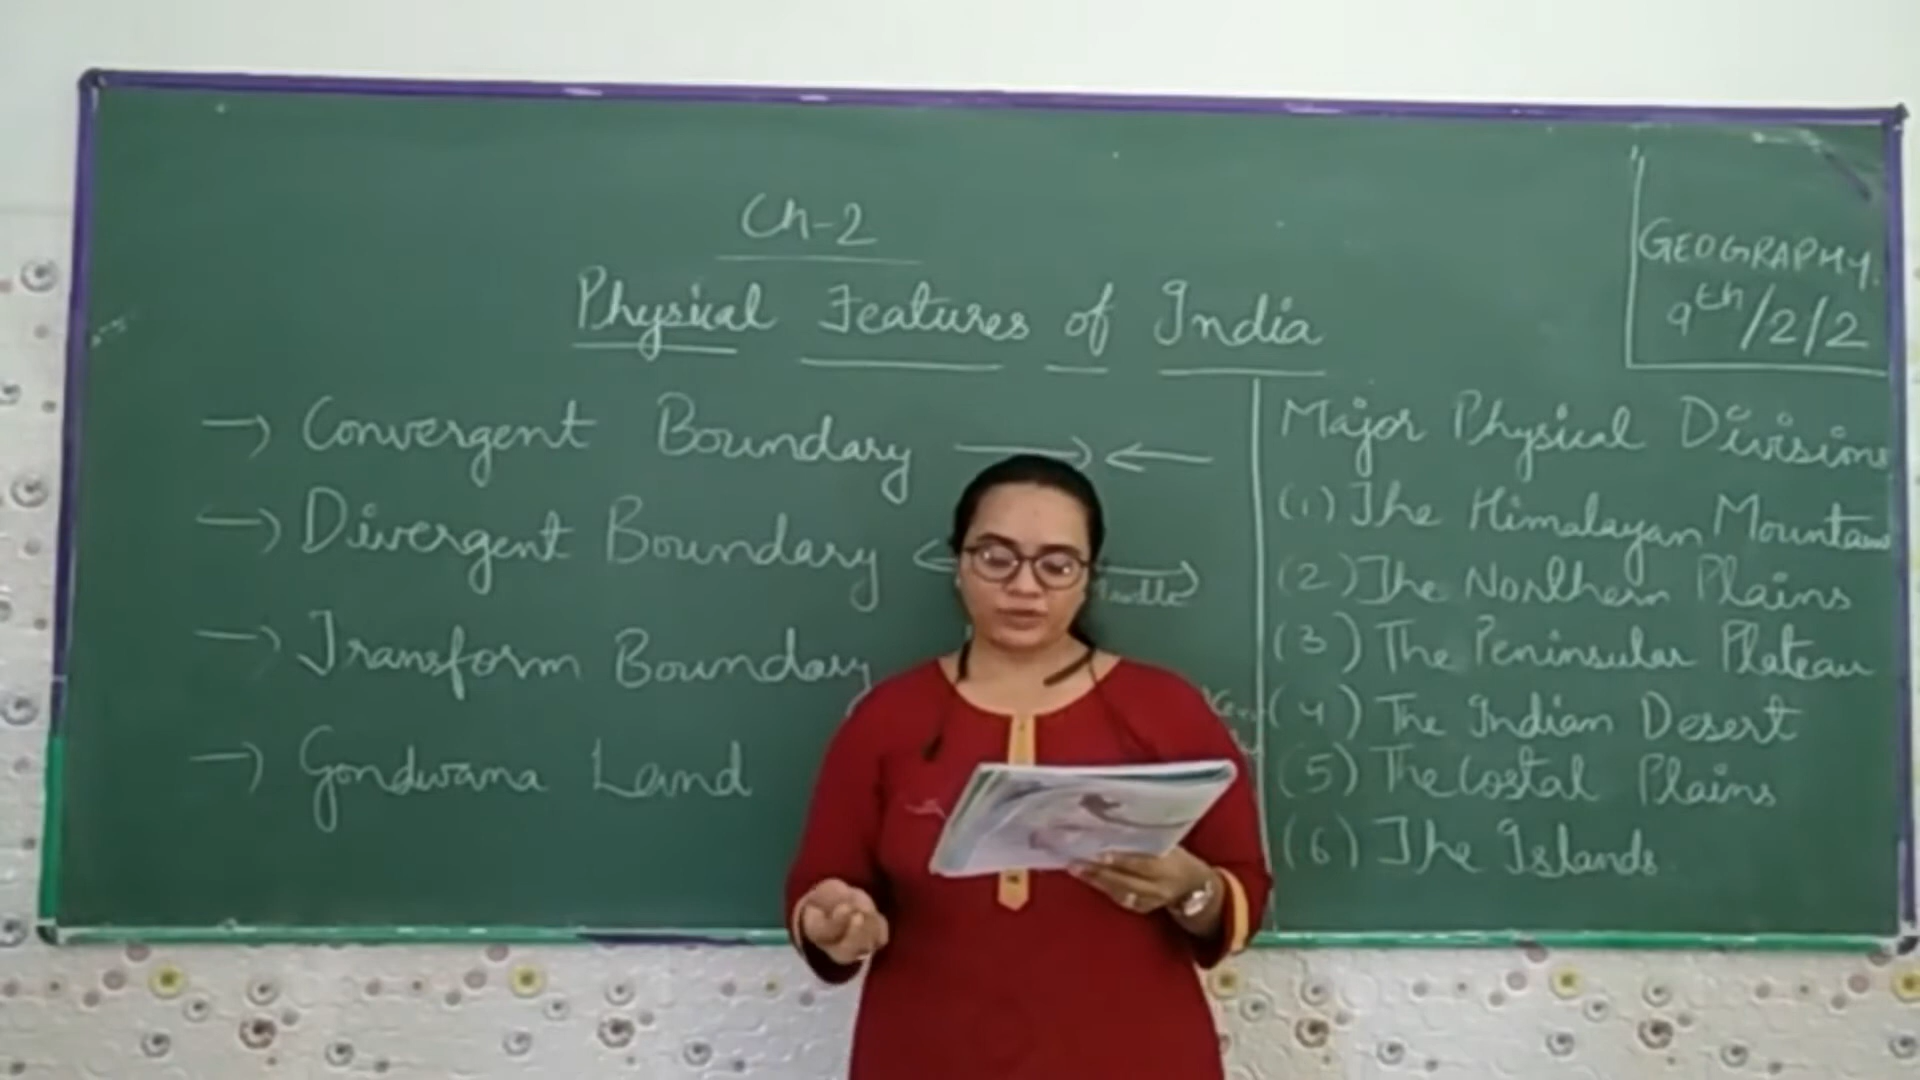 Ch-2
Physical Features of India
GEOGRAPHY.
9th/2/2
→ Convergent Boundary → ←
→ Divergent Boundary ← →
→ Transform Boundary
→ Gondwana Land
Major Physical Divisions
(1) The Himalayan Mountains
(2) The Northern Plains
(3) The Peninsular Plateau
(4) The Indian Desert
(5) The Costal Plains
(6) The Islands